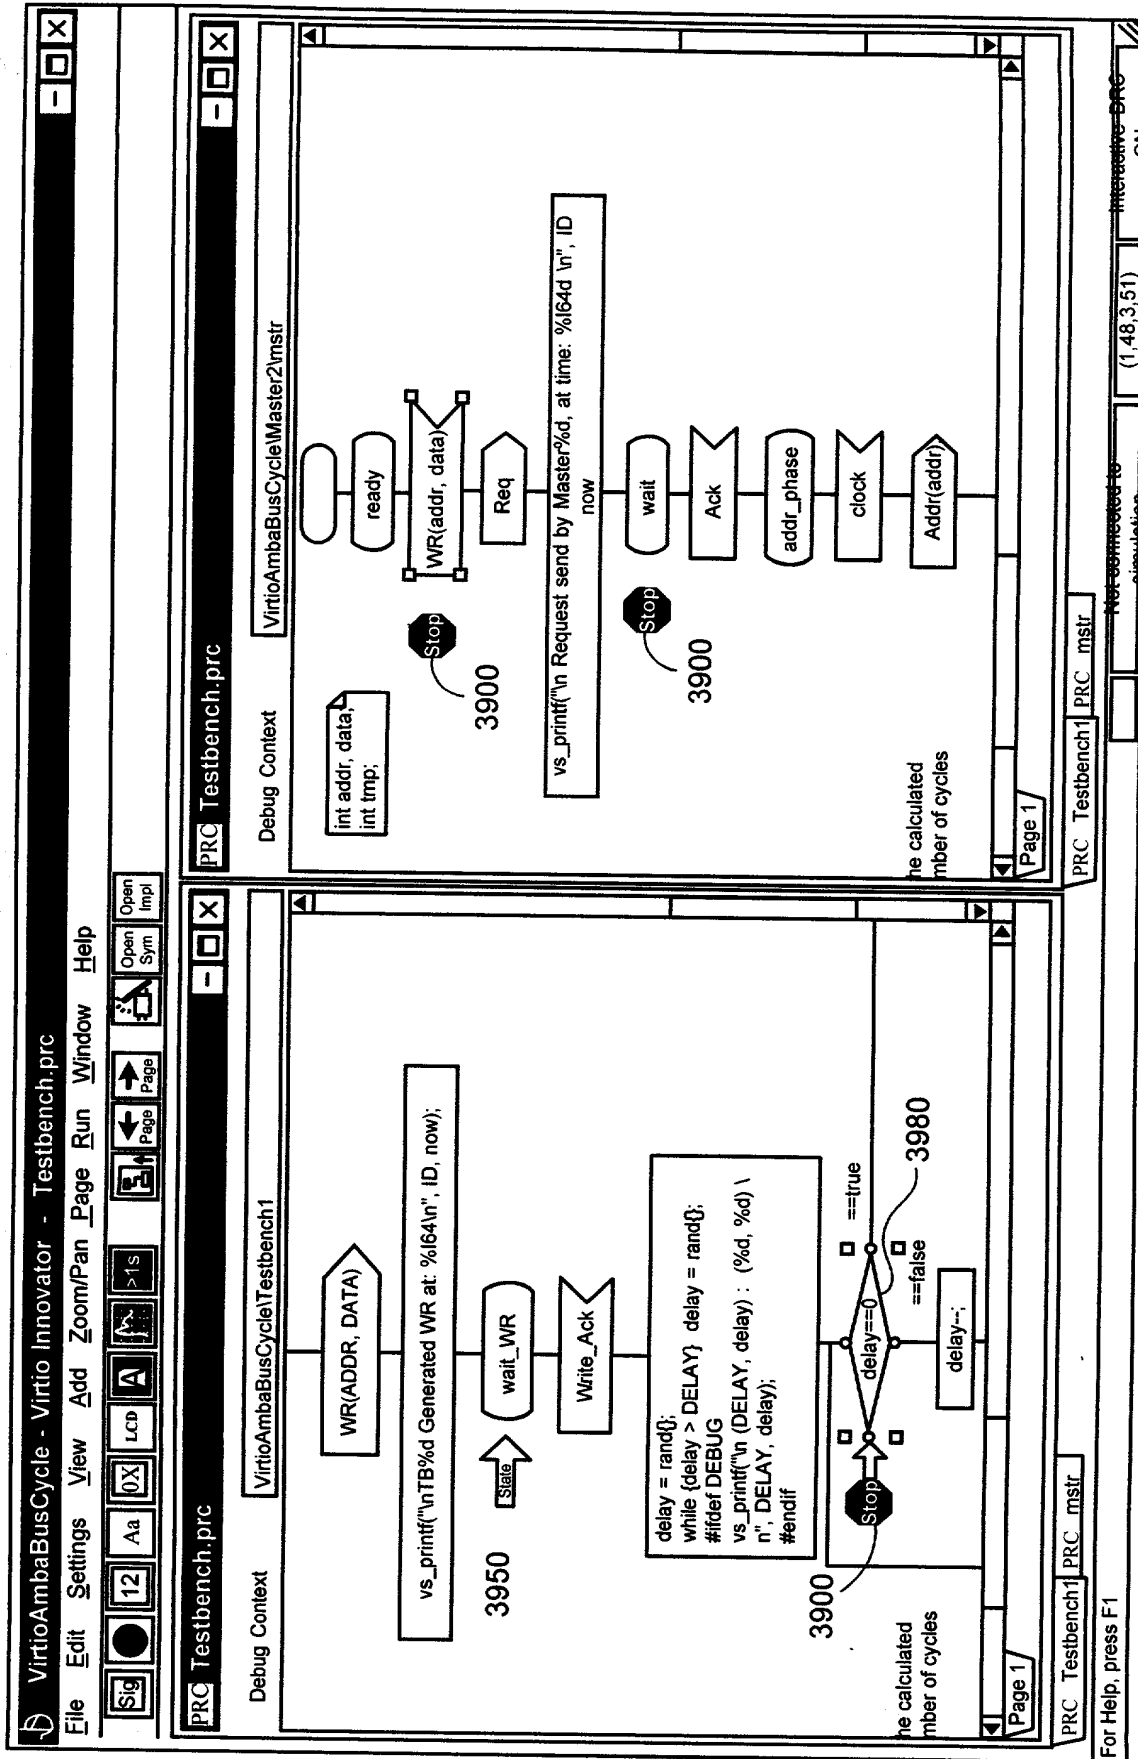 VirtioAmbaBusCycle - Virtio Innovator - Testbench.prc
File Edit Settings View Add Zoom/Pan Page Run Window Help
Sig 12 Aa 0X LCD A >1s Page Page Open Sym Open Impl
PRC Testbench.prc
Debug Context
VirtioAmbaBusCycle\Testbench1
WR(ADDR, DATA)
vs_printf("\nTB%d Generated WR at: %I64\n", ID, now);
3950
State
wait_WR
Write_Ack
delay = rand{};
while {delay > DELAY} delay = rand{};
#ifdef DEBUG
vs_printf("\n (DELAY, delay) : (%d, %d) \
n", DELAY, delay);
#endif
3900
Stop
delay==0
==true
==false
3980
delay--;
he calculated
mber of cycles
Page 1
PRC Testbench1 PRC mstr
PRC Testbench.prc
Debug Context
VirtioAmbaBusCycle\Master2\mstr
int addr, data,
int tmp;
ready
Stop
3900
WR(addr, data)
Req
vs_printf("\n Request send by Master%d, at time: %I64d \n", ID
now
Stop
3900
wait
Ack
addr_phase
clock
Addr(addr)
he calculated
mber of cycles
Page 1
PRC Testbench1 PRC mstr
For Help, press F1
Not connected to
simulation
(1,48,3,51)
Interactive DRC
ON